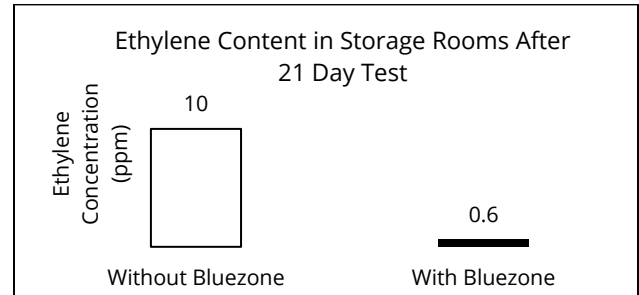 Ethylene Content in Storage Rooms After
21 Day Test
Ethylene
Concentration
(ppm)
10
0.6
Without Bluezone
With Bluezone